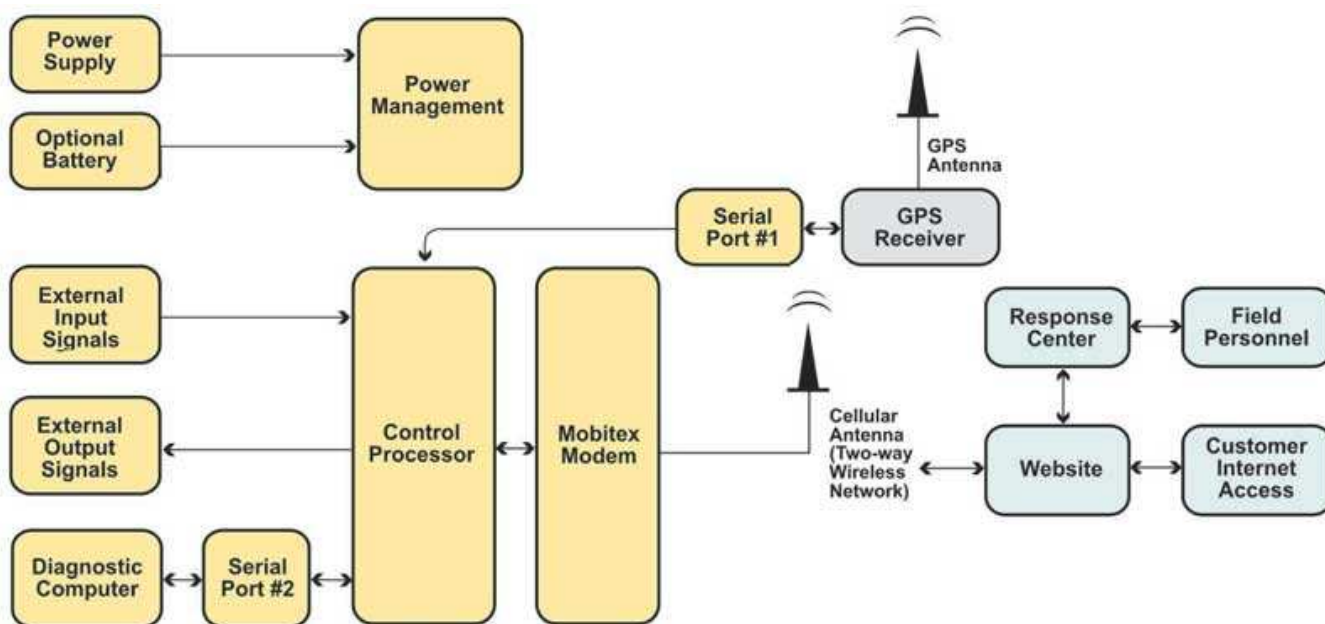 Power
Supply
Power
Management
Optional
Battery
GPS
Antenna
Serial
Port #1
GPS
Receiver
External
Input
Signals
Response
Center
Field
Personnel
External
Output
Signals
Control
Processor
Mobitex
Modem
Cellular
Antenna
(Two-way
Wireless
Network)
Website
Customer
Internet
Access
Diagnostic
Computer
Serial
Port #2